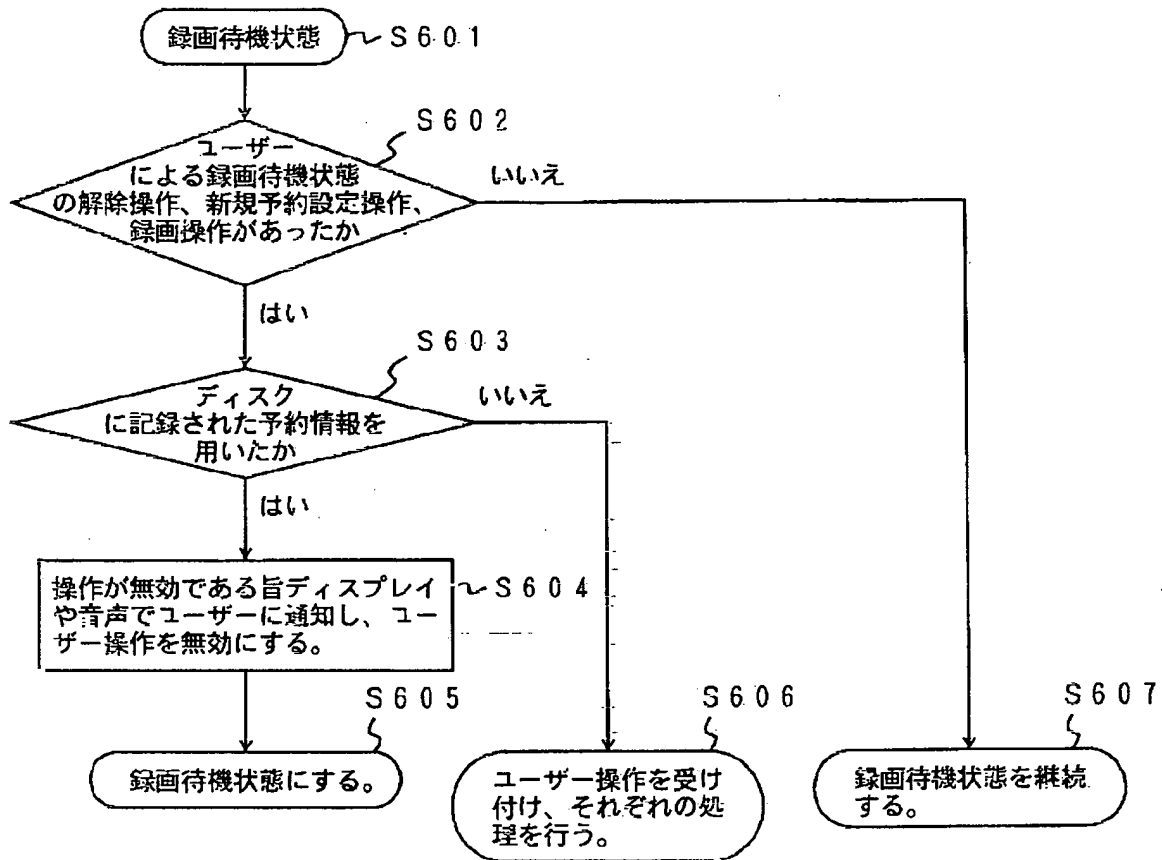 録画待機状態
S601
S602
ユーザー
による録画待機状態
の解除操作、新規予約設定操作、
録画操作があったか
いいえ
はい
S603
ディスク
に記録された予約情報を
用いたか
いいえ
はい
操作が無効である旨ディスプレイ
や音声でユーザーに通知し、ユー
ザー操作を無効にする。
S604
S605
録画待機状態にする。
S606
ユーザー操作を受け
付け、それぞれの処
理を行う。
S607
録画待機状態を継続
する。